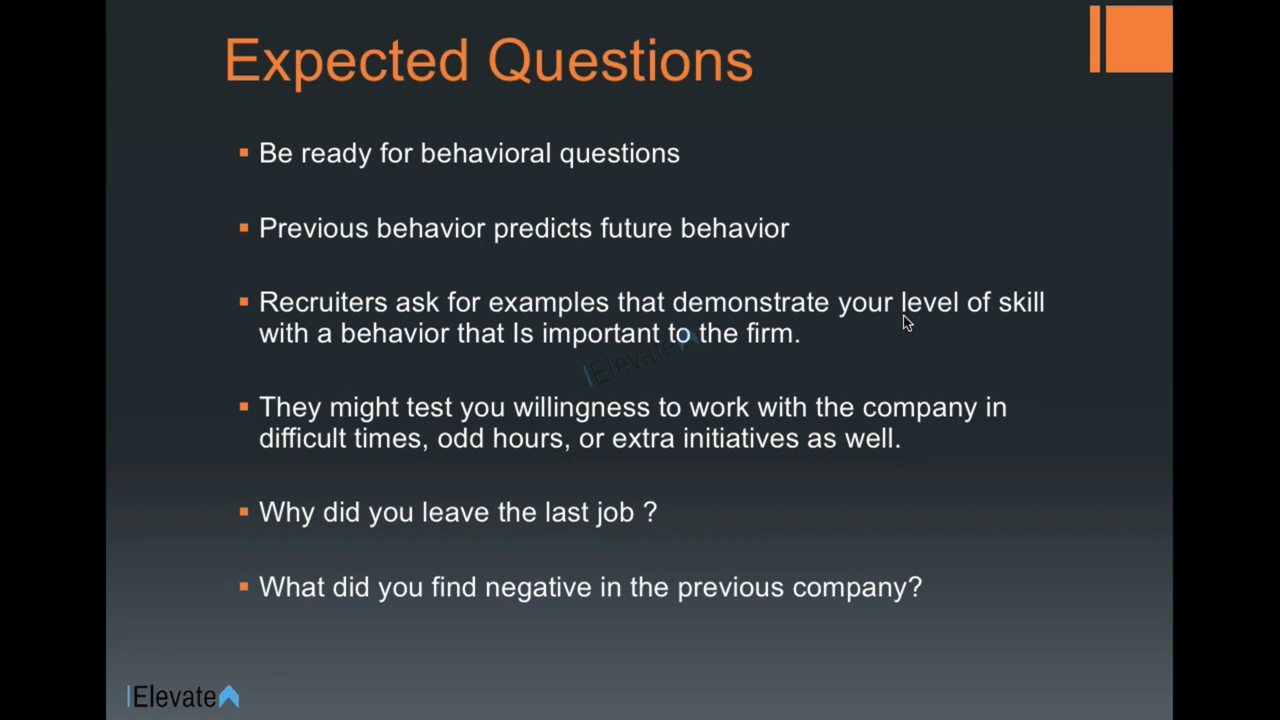 Expected Questions
Be ready for behavioral questions
Previous behavior predicts future behavior
Recruiters ask for examples that demonstrate your level of skill
with a behavior that Is important to the firm.
Elevate
They might test you willingness to work with the company in
difficult times, odd hours, or extra initiatives as well.
Why did you leave the last job ?
What did you find negative in the previous company?
Elevate